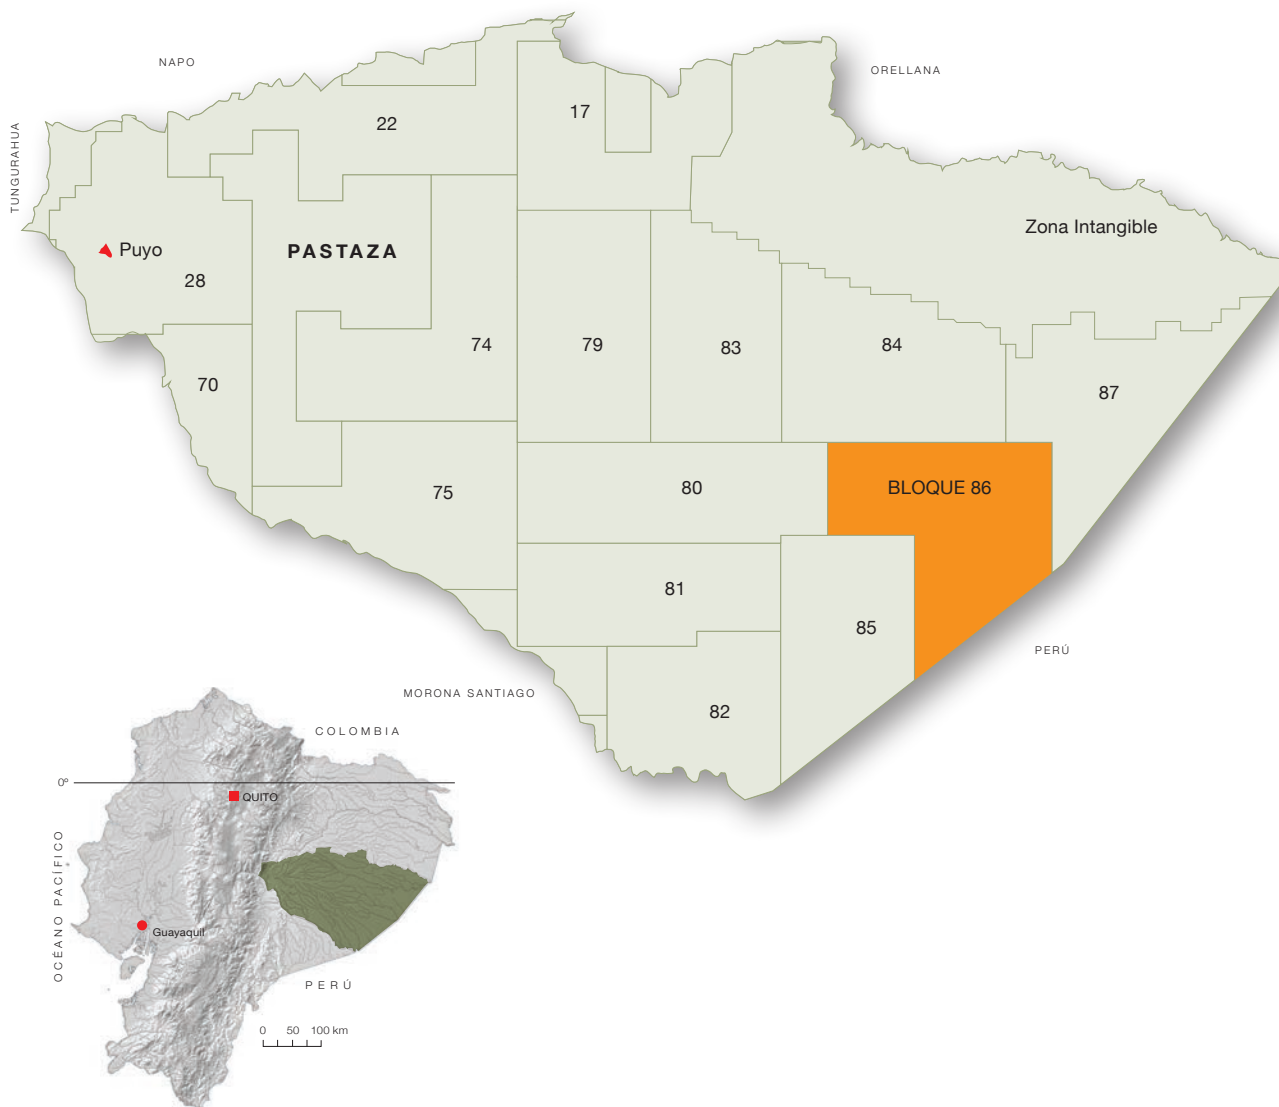 NAPO
ORELLANA
TUNGURAHUA
22
17
Zona Intangible
Puyo
PASTAZA
28
74
79
83
84
70
87
75
80
BLOQUE 86
81
85
PERÚ
MORONA SANTIAGO
82
COLOMBIA
0º
QUITO
OCÉANO PACÍFICO
Guayaquil
PERÚ
0 50 100 km